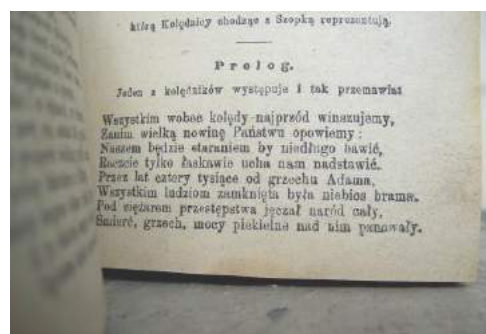 którą Kolędnicy chodząc z Szopką reprezentują.
Prolog.
Jeden z kolędników występuje i tak przemawia:
Wszystkim wobec kolędy najprzód winszujemy,
Zanim wielką nowinę Państwu opowiemy:
Naszem będzie staraniem by niedługo bawić,
Raczcie tylko łaskawie ucha nam nadstawić.
Przez lat cztery tysiące od grzechu Adama,
Wszystkim ludziom zamknięta była niebios brama.
Pod ciężarem przestępstwa jęczał naród cały,
Śmierć, grzech, mocy piekielne nad nim panowały.